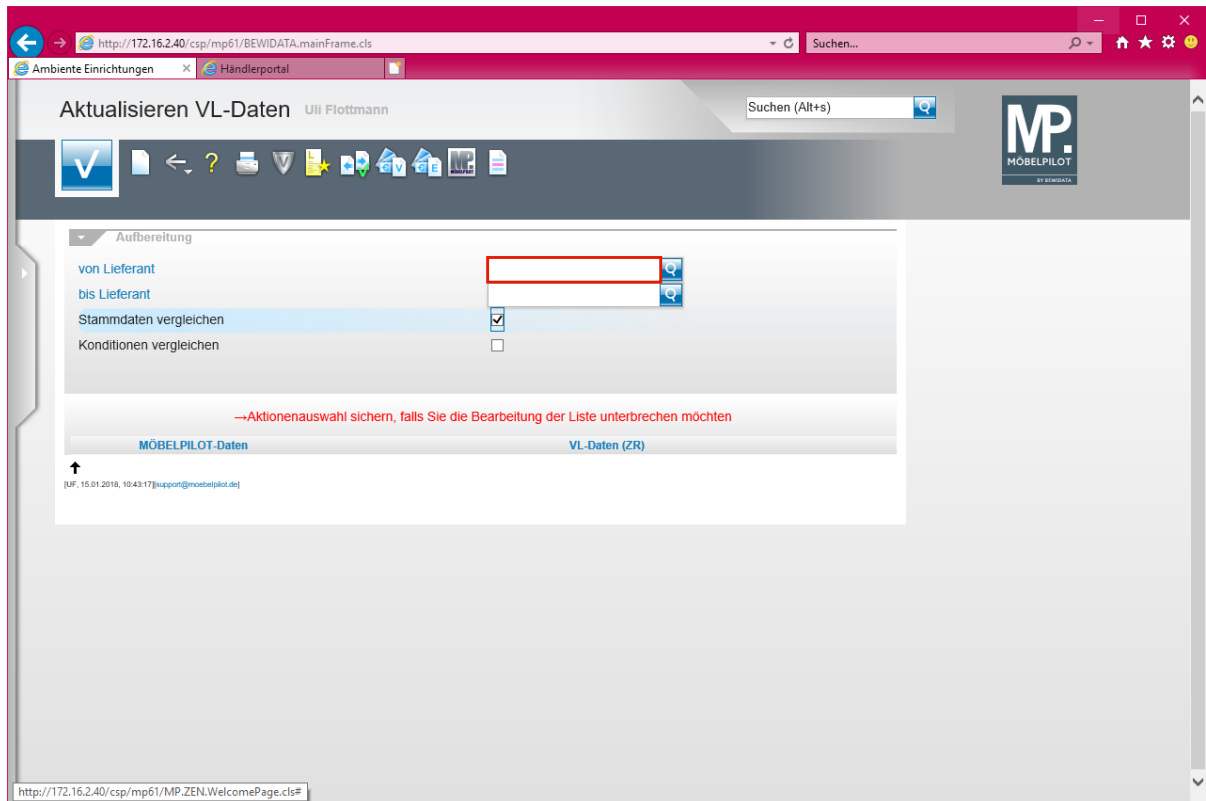 http://172.16.2.40/csp/mp61/BEWIDATA.mainFrame.cls
Suchen...
Ambiente Einrichtungen
Händlerportal
Aktualisieren VL-Daten Uli Flottmann
Suchen (Alt+s)
MP.
MÖBELPILOT
BY BEWIDATA
Aufbereitung
von Lieferant
bis Lieferant
Stammdaten vergleichen
Konditionen vergleichen
→Aktionenauswahl sichern, falls Sie die Bearbeitung der Liste unterbrechen möchten
MÖBELPILOT-Daten VL-Daten (ZR)
[UF, 15.01.2018, 10:43:17][support@moebelpilot.de]
http://172.16.2.40/csp/mp61/MP.ZEN.WelcomePage.cls#